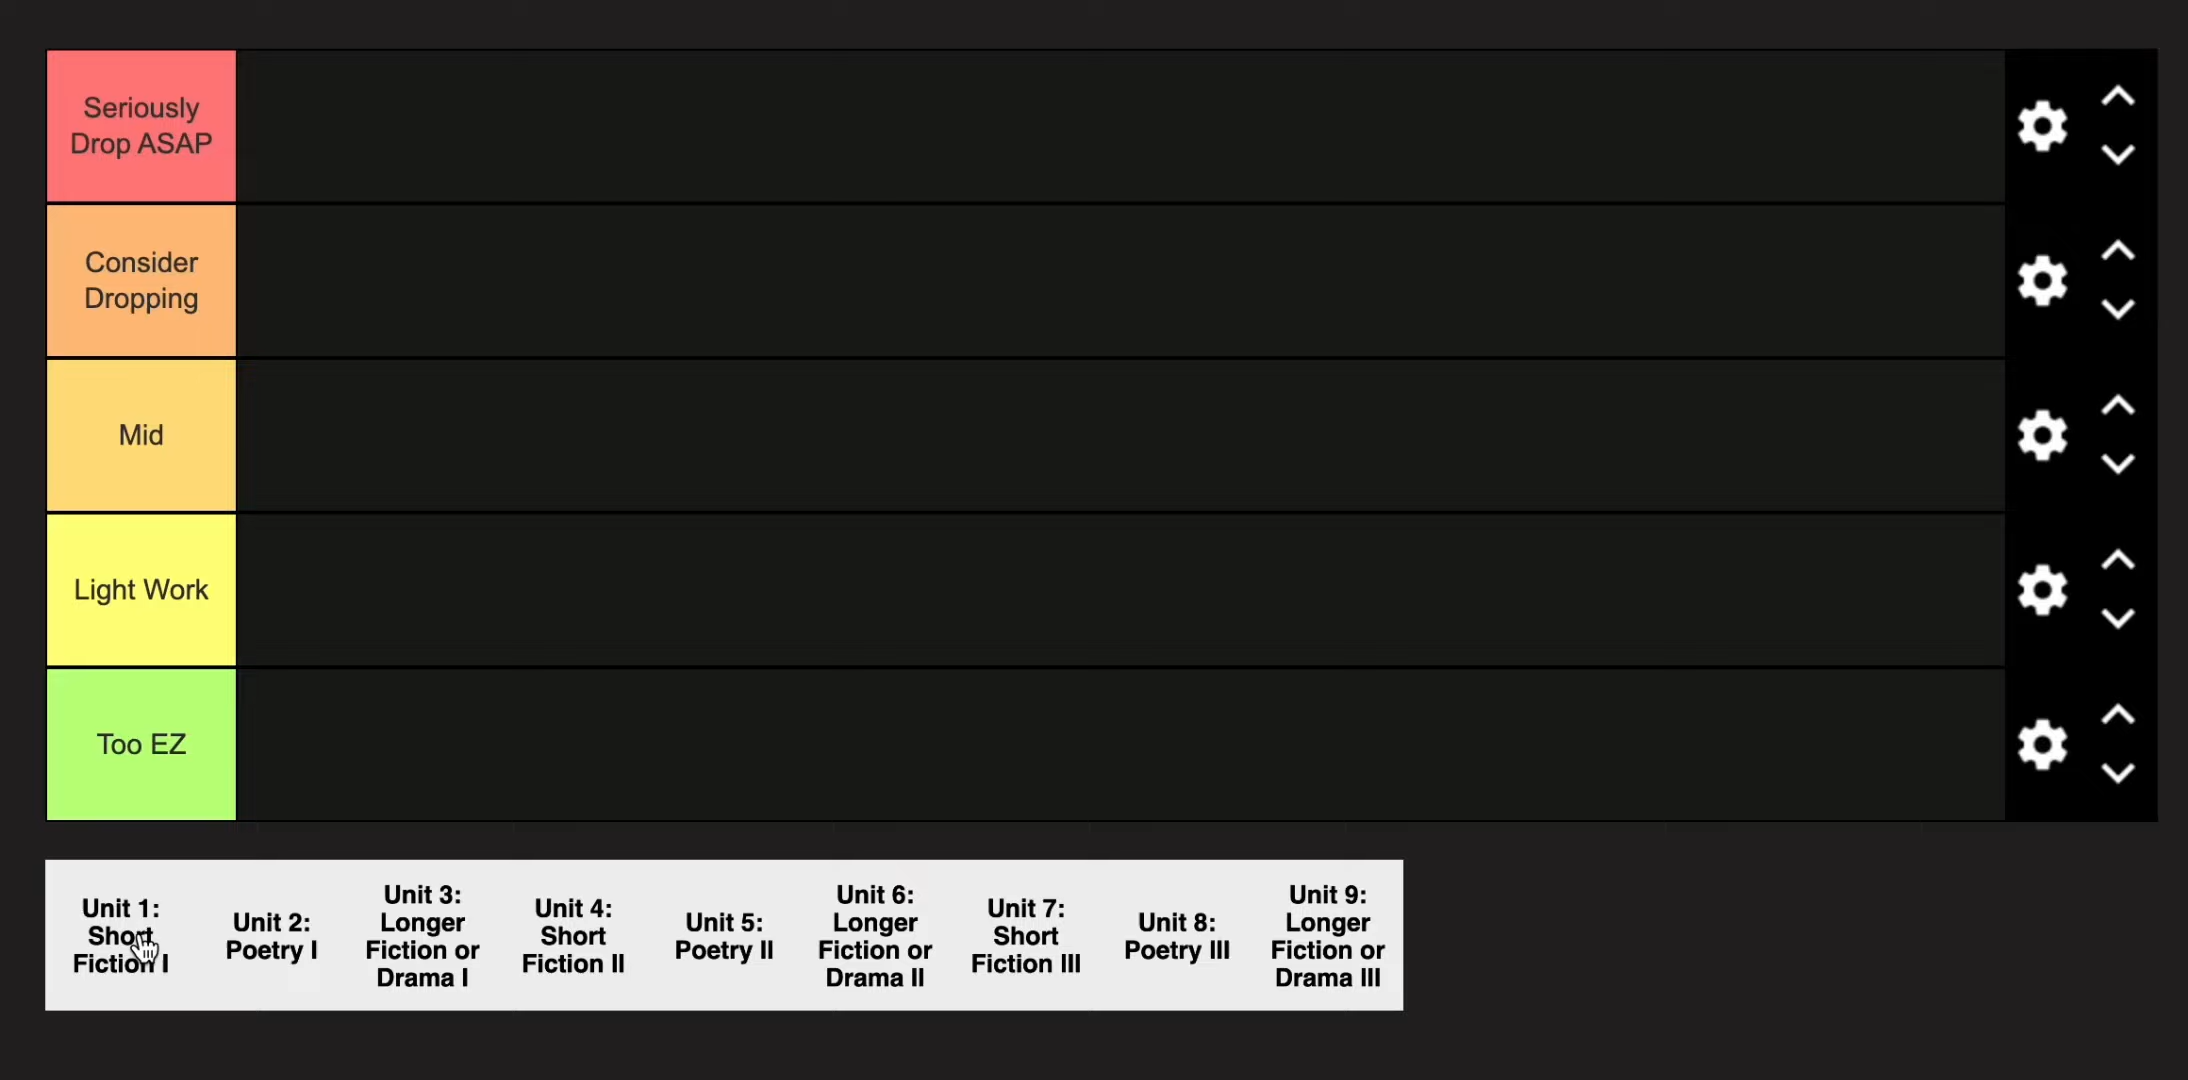 Seriously
Drop ASAP
Consider
Dropping
Mid
Light Work
Too EZ
Unit 1:
Short
Fiction I
Unit 2:
Poetry I
Unit 3:
Longer
Fiction or
Drama I
Unit 4:
Short
Fiction II
Unit 5:
Poetry II
Unit 6:
Longer
Fiction or
Drama II
Unit 7:
Short
Fiction III
Unit 8:
Poetry III
Unit 9:
Longer
Fiction or
Drama III